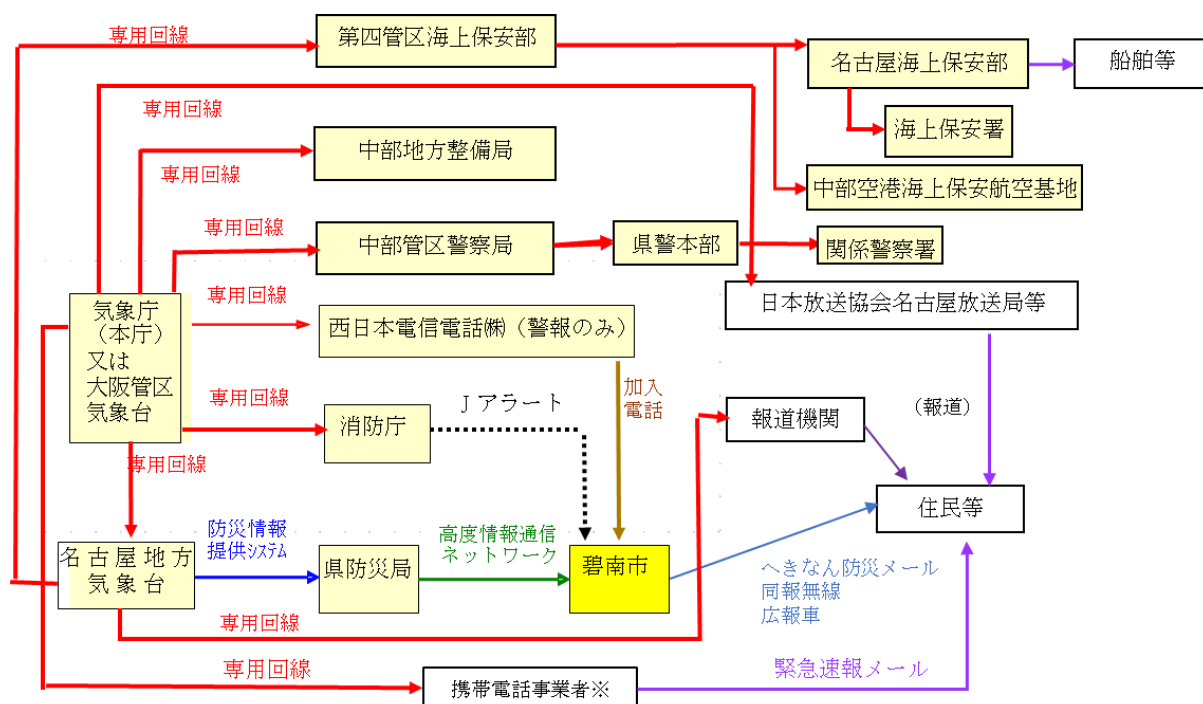 専用回線
第四管区海上保安部
名古屋海上保安部
船舶等
専用回線
海上保安署
中部地方整備局
専用回線
中部空港海上保安航空基地
専用回線
中部管区警察局
県警本部
関係警察署
気象庁
（本庁）
又は
大阪管区
気象台
専用回線
西日本電信電話㈱（警報のみ）
日本放送協会名古屋放送局等
加入
電話
専用回線
Ｊアラート
消防庁
報道機関
（報道）
専用回線
住民等
名古屋地方
気象台
防災情報
提供ｼｽﾃﾑ
県防災局
高度情報通信
ネットワーク
碧南市
へきなん防災メール
同報無線
広報車
専用回線
専用回線
携帯電話事業者※
緊急速報メール